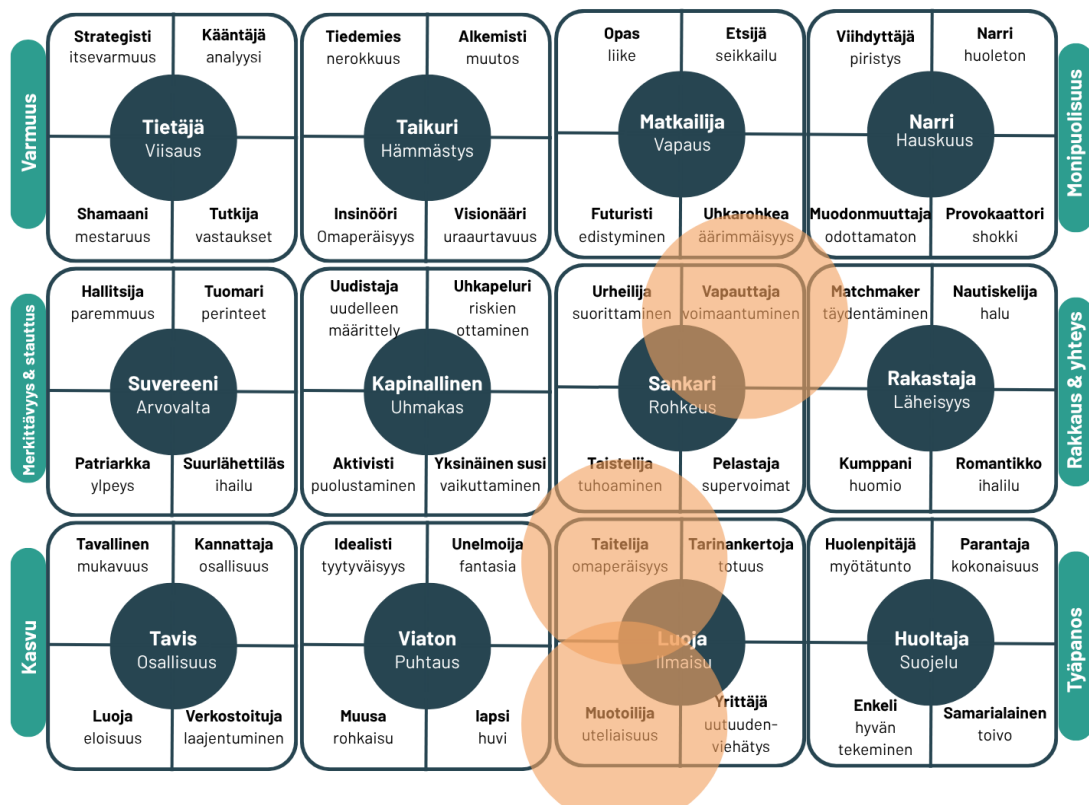 Varmuus
Strategisti
itsevarmuus
Kääntäjä
analyysi
Tietäjä
Viisaus
Shamaani
mestaruus
Tutkija
vastaukset
Tiedemies
nerokkuus
Alkemisti
muutos
Taikuri
Hämmästys
Insinööri
Omaperäisyys
Visionääri
uraaurtavuus
Opas
liike
Etsijä
seikkailu
Matkailija
Vapaus
Futuristi
edistyminen
Uhkarohkea
äärimmäisyys
Viihdyttäjä
piristys
Narri
huoleton
Narri
Hauskuus
Muodonmuuttaja
odottamaton
Provokaattori
shokki
Monipuolisuus
Merkittävyys & stauttus
Hallitsija
paremmuus
Tuomari
perinteet
Suvereeni
Arvovalta
Patriarkka
ylpeys
Suurlähettiläs
ihailu
Uudistaja
uudelleen
määrittely
Uhkapeluri
riskien
ottaminen
Kapinallinen
Uhmakas
Aktivisti
puolustaminen
Yksinäinen susi
vaikuttaminen
Urheilija
suorittaminen
Vapauttaja
voimaantuminen
Sankari
Rohkeus
Taistelija
tuhoaminen
Pelastaja
supervoimat
Matchmaker
täydentäminen
Nautiskelija
halu
Rakastaja
Läheisyys
Kumppani
huomio
Romantikko
ihalilu
Rakkaus & yhteys
Kasvu
Tavallinen
mukavuus
Kannattaja
osallisuus
Tavis
Osallisuus
Luoja
eloisuus
Verkostoituja
laajentuminen
Idealisti
tyytyväisyys
Unelmoija
fantasia
Viaton
Puhtaus
Muusa
rohkaisu
lapsi
huvi
Taitelija
omaperäisyys
Tarinankertoja
totuus
Luoja
Ilmaisu
Muotoilija
uteliaisuus
Yrittäjä
uutuuden-
viehätys
Huolenpitäjä
myötätunto
Parantaja
kokonaisuus
Huoltaja
Suojelu
Enkeli
hyvän
tekeminen
Samarialainen
toivo
Työpanos